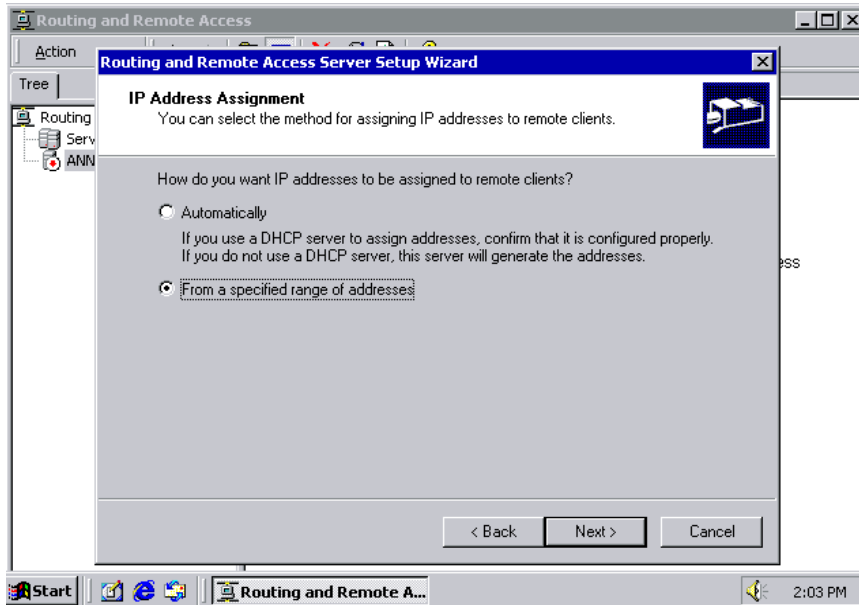 Routing and Remote Access
Action
Tree
Routing
Serv
ANN
Routing and Remote Access Server Setup Wizard
IP Address Assignment
You can select the method for assigning IP addresses to remote clients.
How do you want IP addresses to be assigned to remote clients?
Automatically
If you use a DHCP server to assign addresses, confirm that it is configured properly.
If you do not use a DHCP server, this server will generate the addresses.
ess
From a specified range of addresses
< Back Next > Cancel
Start Routing and Remote A... 2:03 PM